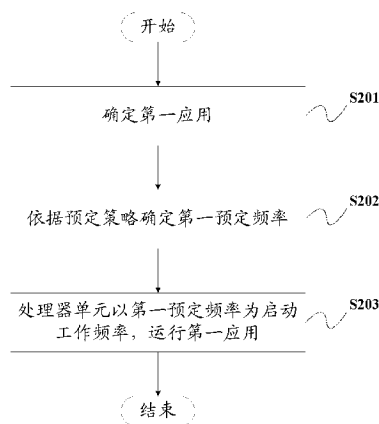 开始
S201
确定第一应用
S202
依据预定策略确定第一预定频率
S203
处理器单元以第一预定频率为启动
工作频率，运行第一应用
结束